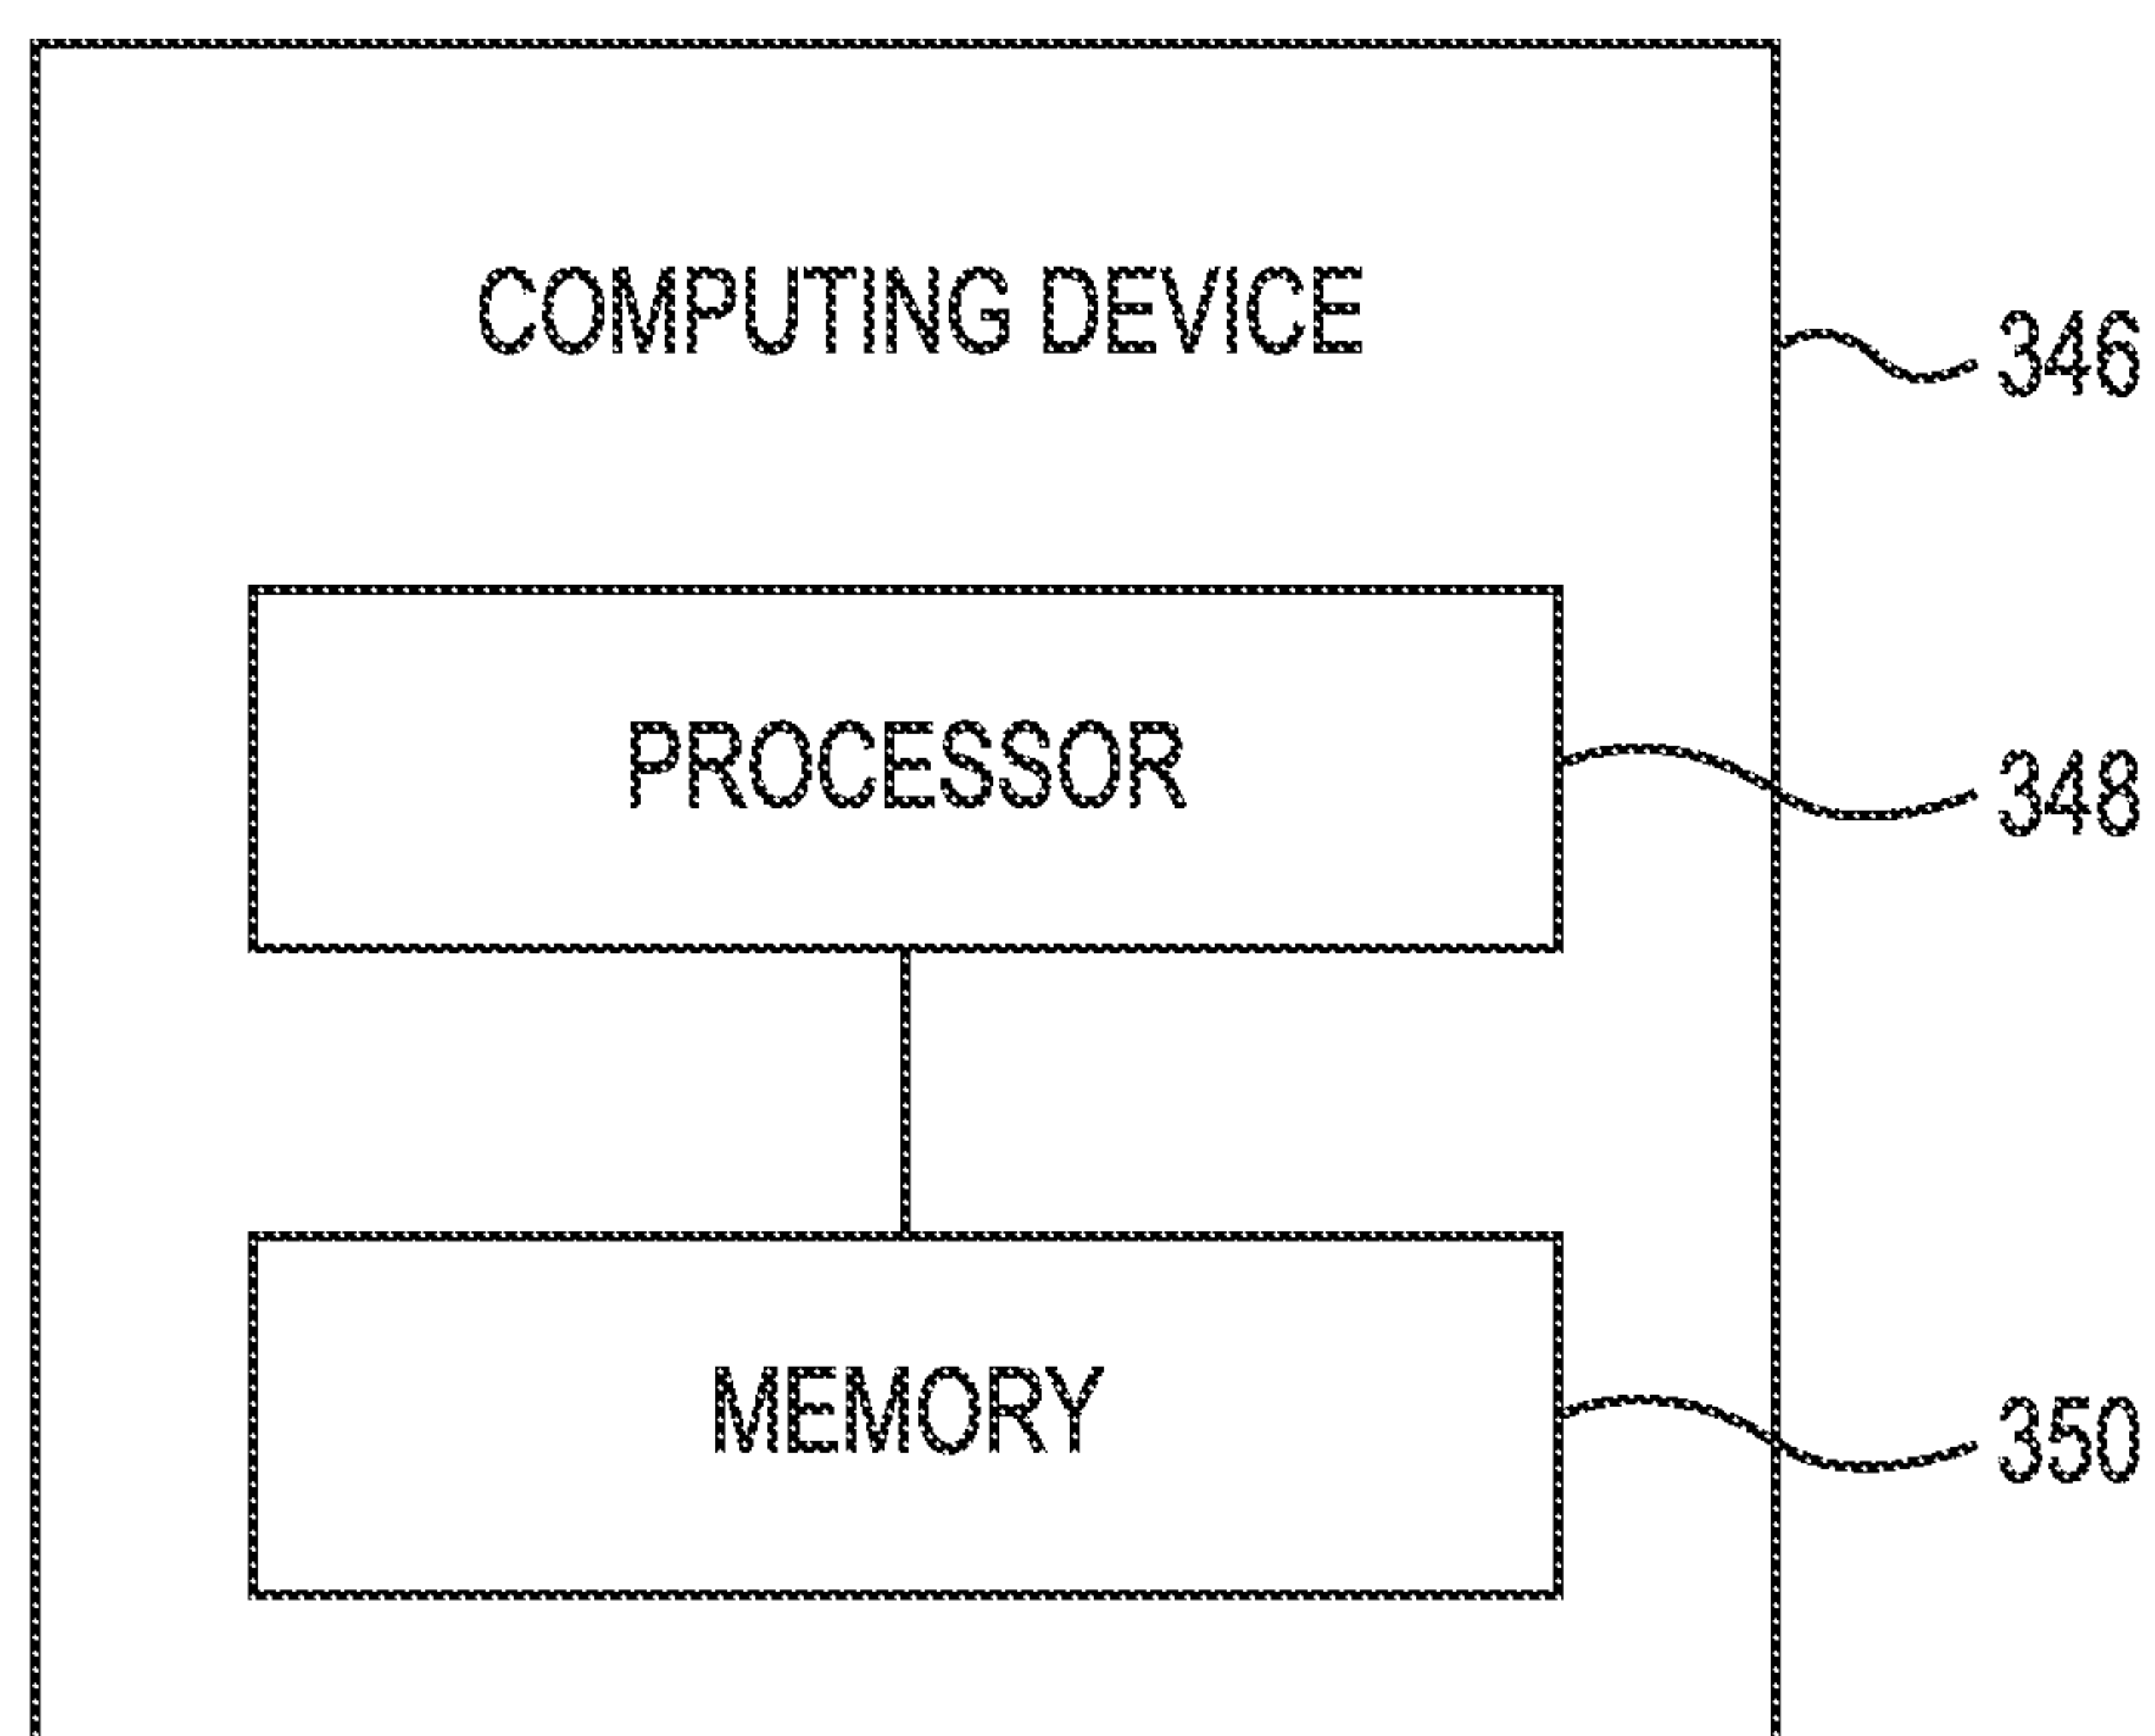 COMPUTING DEVICE
346
PROCESSOR
348
MEMORY
350